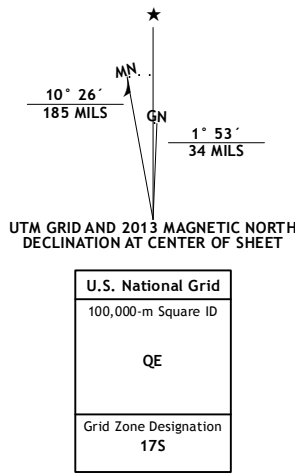 MN
GN
10° 26´
185 MILS
1° 53´
34 MILS
UTM GRID AND 2013 MAGNETIC NORTH
DECLINATION AT CENTER OF SHEET
U.S. National Grid
100,000-m Square ID
QE
Grid Zone Designation
17S